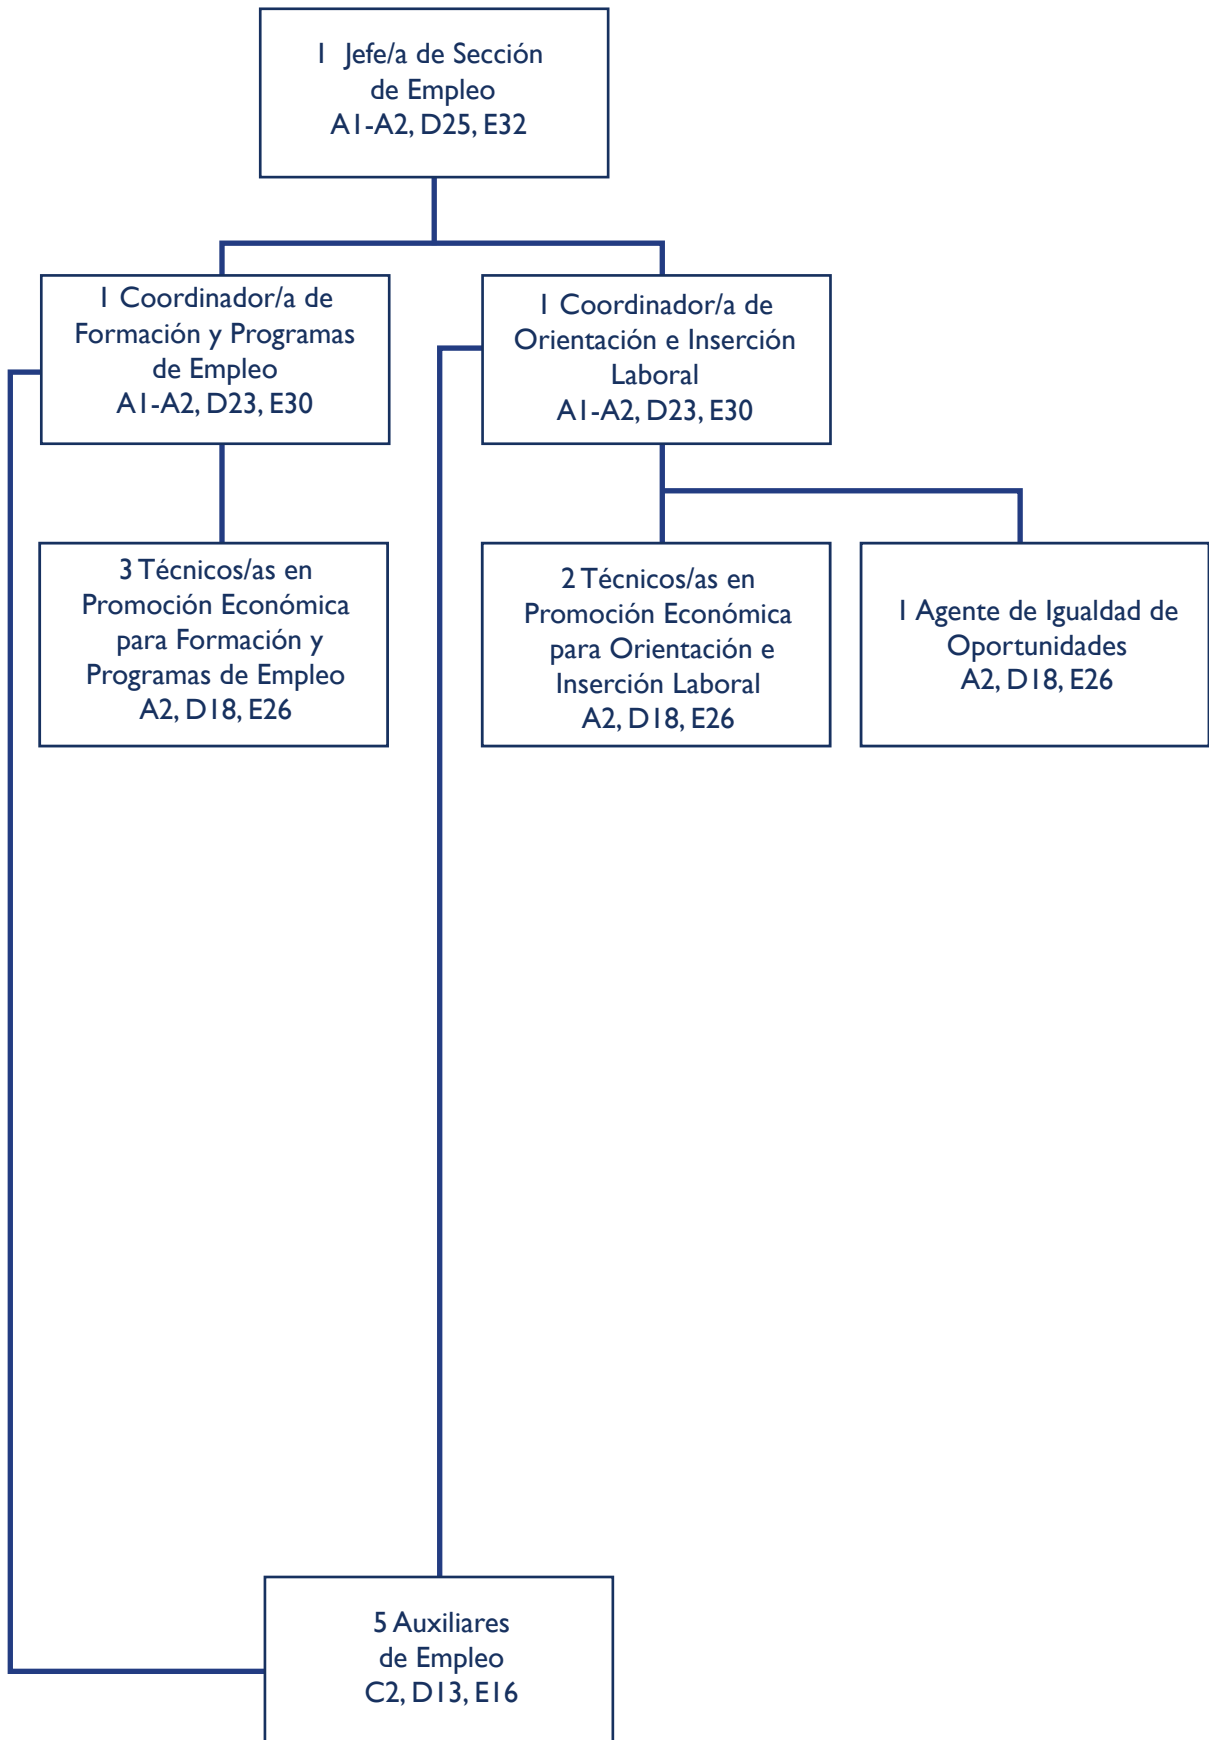 1 Jefe/a de Sección
de Empleo
A1-A2, D25, E32
1 Coordinador/a de
Formación y Programas
de Empleo
A1-A2, D23, E30
1 Coordinador/a de
Orientación e Inserción
Laboral
A1-A2, D23, E30
3 Técnicos/as en
Promoción Económica
para Formación y
Programas de Empleo
A2, D18, E26
2 Técnicos/as en
Promoción Económica
para Orientación e
Inserción Laboral
A2, D18, E26
1 Agente de Igualdad de
Oportunidades
A2, D18, E26
5 Auxiliares
de Empleo
C2, D13, E16